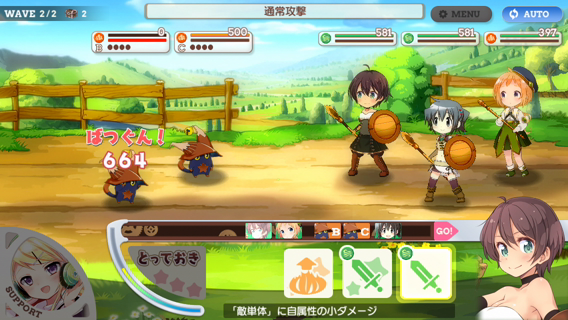 WAVE 2/2 2
通常攻撃
MENU
AUTO
B 0
C 500
581
581
397
ばつぐん!
664
B C GO!
とっておき
SUPPORT
「敵単体」に自属性の小ダメージ